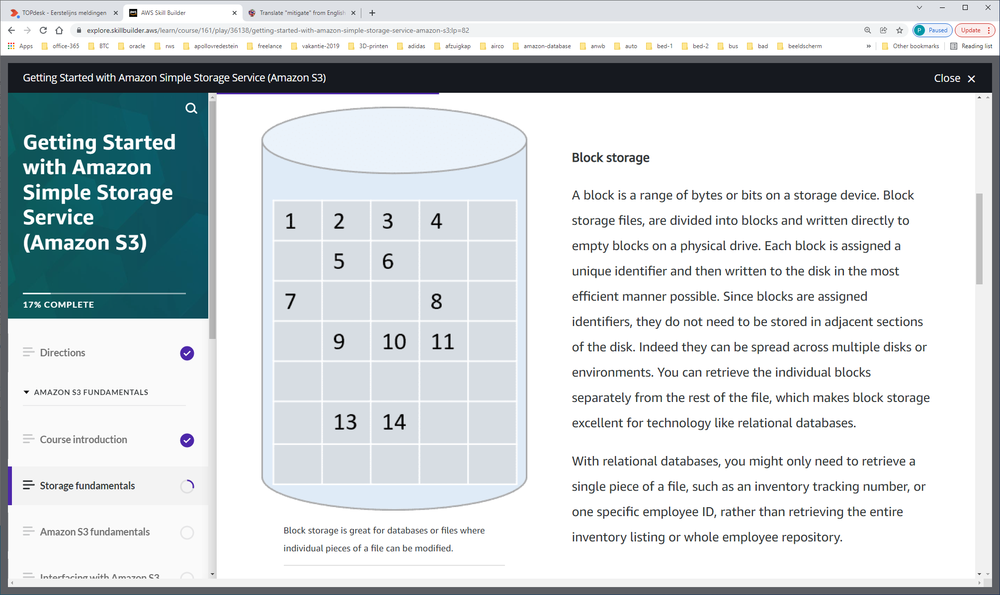 TOPdesk - Eerstelijns meldingen
AWS Skill Builder
Translate "mitigate" from English
explore.skillbuilder.aws/learn/course/161/play/36138/getting-started-with-amazon-simple-storage-service-amazon-s3;lp=82
P Paused
Update
Apps office-365 BTC oracle rws apollovredestein freelance vakantie-2019 3D-printen adidas afzuigkap airco amazon-database anwb auto bed-1 bed-2 bus bad beeldscherm » Other bookmarks Reading list
Getting Started with Amazon Simple Storage Service (Amazon S3)
Close
Getting Started
with Amazon
Simple Storage
Service
(Amazon S3)
17% COMPLETE
Directions
AMAZON S3 FUNDAMENTALS
Course introduction
Storage fundamentals
Amazon S3 fundamentals
Interfacing with Amazon S3
1 2 3 4
5 6
7 8
9 10 11
13 14
Block storage is great for databases or files where
individual pieces of a file can be modified.
Block storage
A block is a range of bytes or bits on a storage device. Block
storage files, are divided into blocks and written directly to
empty blocks on a physical drive. Each block is assigned a
unique identifier and then written to the disk in the most
efficient manner possible. Since blocks are assigned
identifiers, they do not need to be stored in adjacent sections
of the disk. Indeed they can be spread across multiple disks or
environments. You can retrieve the individual blocks
separately from the rest of the file, which makes block storage
excellent for technology like relational databases.
With relational databases, you might only need to retrieve a
single piece of a file, such as an inventory tracking number, or
one specific employee ID, rather than retrieving the entire
inventory listing or whole employee repository.